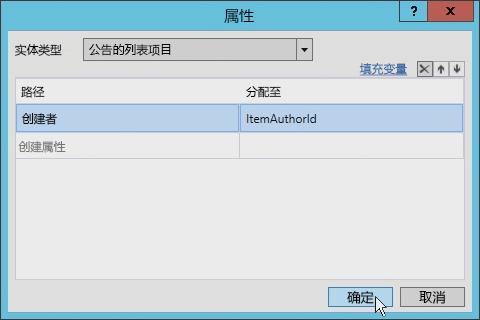 属性
? x
实体类型 公告的列表项目
填充变量
路径 分配至
创建者 ItemAuthorId
创建属性
确定 取消